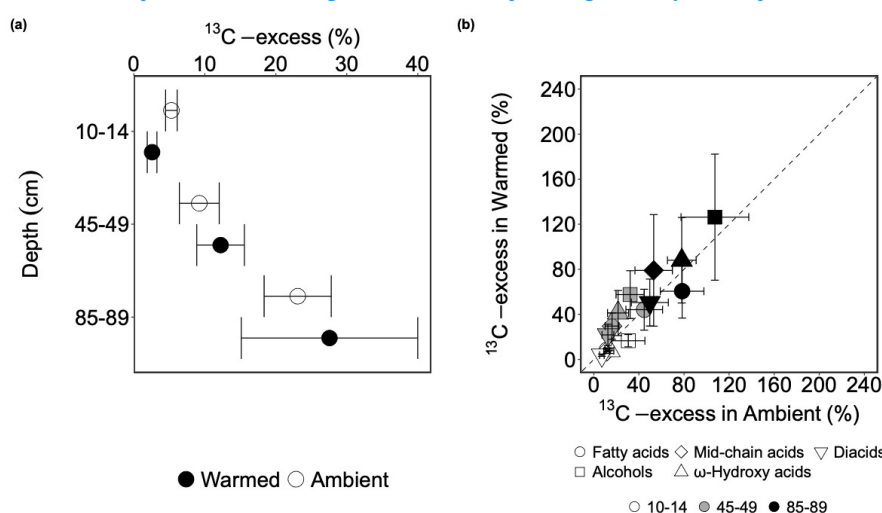 (a)
¹³C −excess (%)
0 10 20 30 40
Depth (cm)
10-14
45-49
85-89
Warmed Ambient
(b)
¹³C −excess in Warmed (%)
240
200
160
120
80
40
0
0 40 80 120 160 200 240
¹³C −excess in Ambient (%)
Fatty acids Mid-chain acids Diacids
Alcohols ω-Hydroxy acids
10-14 45-49 85-89